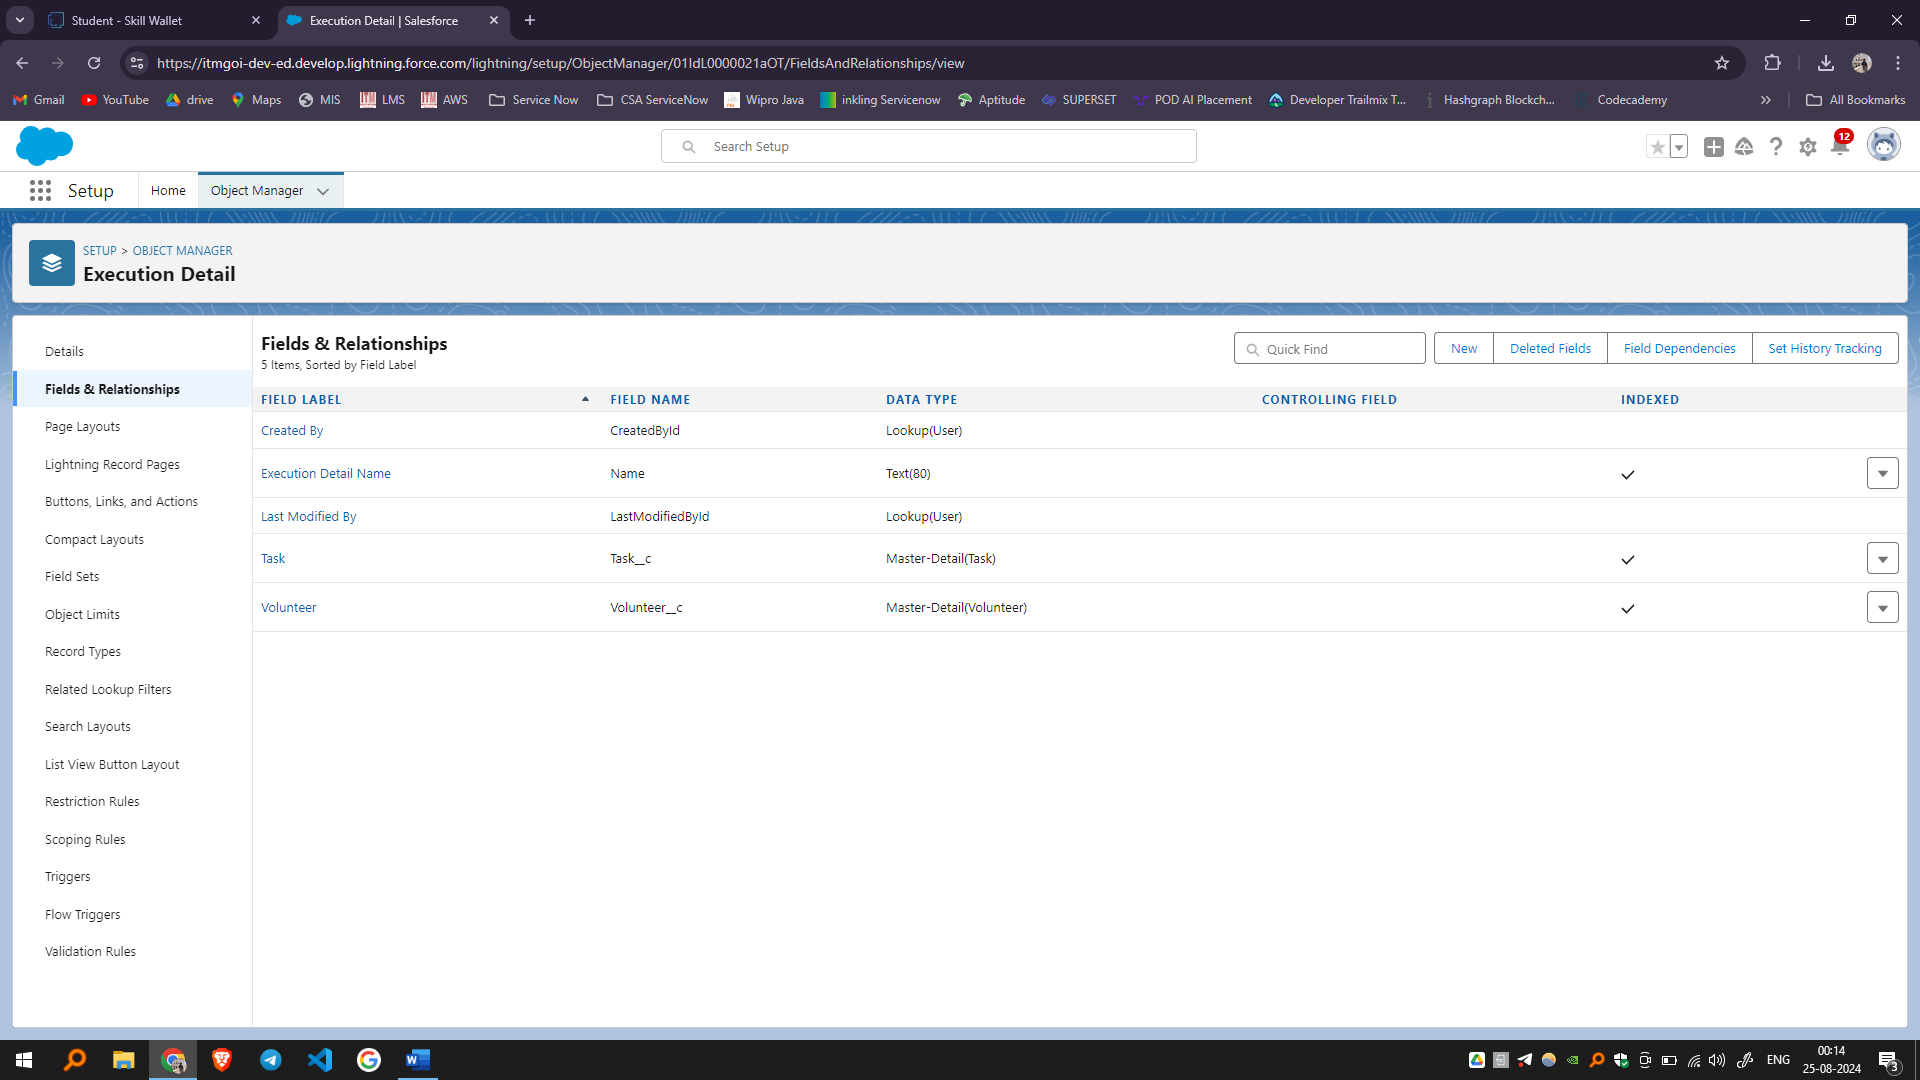 Student - Skill Wallet
Execution Detail | Salesforce
https://itmgoi-dev-ed.develop.lightning.force.com/lightning/setup/ObjectManager/01IdL0000021aOT/FieldsAndRelationships/view
Gmail YouTube drive Maps MIS LMS AWS Service Now CSA ServiceNow Wipro Java inkling Servicenow Aptitude SUPERSET POD AI Placement Developer Trailmix T... Hashgraph Blockch... Codecademy » All Bookmarks
Search Setup
12
Setup Home Object Manager
SETUP > OBJECT MANAGER
Execution Detail
Details
Fields & Relationships
Page Layouts
Lightning Record Pages
Buttons, Links, and Actions
Compact Layouts
Field Sets
Object Limits
Record Types
Related Lookup Filters
Search Layouts
List View Button Layout
Restriction Rules
Scoping Rules
Triggers
Flow Triggers
Validation Rules
Fields & Relationships
5 Items, Sorted by Field Label
Quick Find New Deleted Fields Field Dependencies Set History Tracking
FIELD LABEL FIELD NAME DATA TYPE CONTROLLING FIELD INDEXED
Created By CreatedById Lookup(User)
Execution Detail Name Name Text(80)
Last Modified By LastModifiedById Lookup(User)
Task Task__c Master-Detail(Task)
Volunteer Volunteer__c Master-Detail(Volunteer)
ENG
00:14
25-08-2024
3